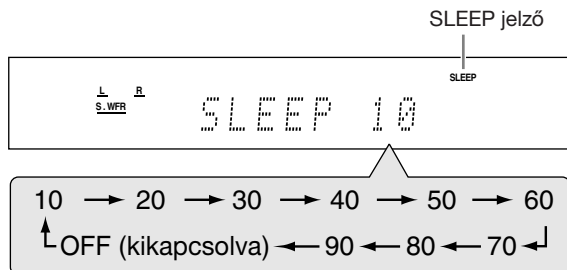 SLEEP jelző
SLEEP
L R
S.WFR
SLEEP 10
10 → 20 → 30 → 40 → 50 → 60
OFF (kikapcsolva) ← 90 ← 80 ← 70